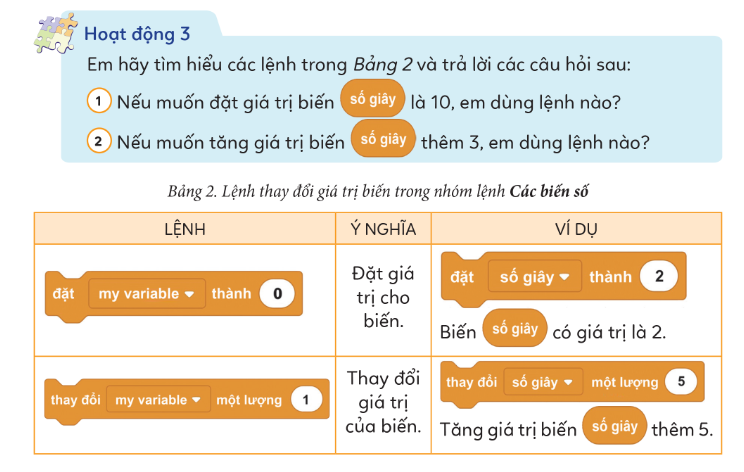 Hoạt động 3
Em hãy tìm hiểu các lệnh trong Bảng 2 và trả lời các câu hỏi sau:
1 Nếu muốn đặt giá trị biến số giây là 10, em dùng lệnh nào?
2 Nếu muốn tăng giá trị biến số giây thêm 3, em dùng lệnh nào?
Bảng 2. Lệnh thay đổi giá trị biến trong nhóm lệnh Các biến số
LỆNH Ý NGHĨA VÍ DỤ
đặt my variable thành 0
Đặt giá
trị cho
biến.
đặt số giây thành 2
Biến số giây có giá trị là 2.
thay đổi my variable một lượng 1
Thay đổi
giá trị
của biến.
thay đổi số giây một lượng 5
Tăng giá trị biến số giây thêm 5.